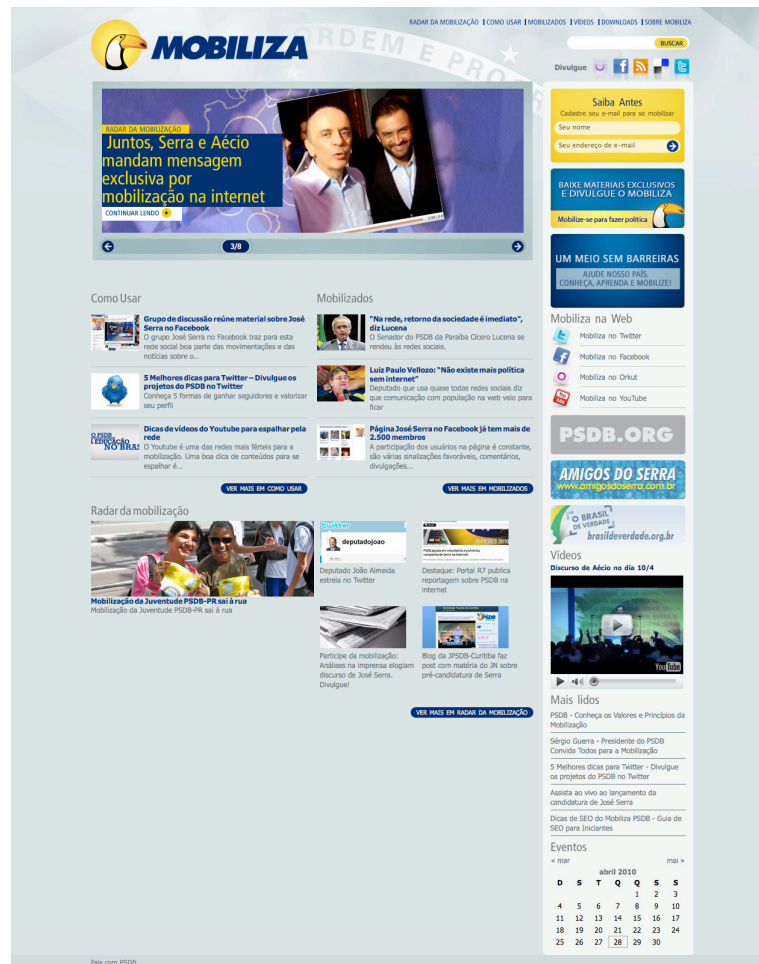 RADAR DA MOBILIZAÇÃO | COMO USAR | MOBILIZADOS | VÍDEOS | DOWNLOADS | SOBRE MOBILIZA
MOBILIZA
ORDEM E PROG
BUSCAR
Divulgue
RADAR DA MOBILIZAÇÃO
Juntos, Serra e Aécio
mandam mensagem
exclusiva por
mobilização na internet
CONTINUAR LENDO
3/8
Saiba Antes
Cadastre seu e-mail para se mobilizar
Seu nome
Seu endereço de e-mail
BAIXE MATERIAIS EXCLUSIVOS
E DIVULGUE O MOBILIZA
Mobilize-se para fazer política
UM MEIO SEM BARREIRAS
AJUDE NOSSO PAÍS.
CONHEÇA, APRENDA E MOBILIZE!
Como Usar
Grupo de discussão reúne material sobre José
Serra no Facebook
O grupo José Serra no Facebook traz para esta
rede social boa parte das movimentações e das
notícias sobre o...
5 Melhores dicas para Twitter – Divulgue os
projetos do PSDB no Twitter
Conheça 5 formas de ganhar seguidores e valorizar
seu perfil
Dicas de vídeos do Youtube para espalhar pela
rede
O Youtube é uma das redes mais férteis para a
mobilização. Uma boa dica de conteúdos para se
espalhar é...
VER MAIS EM COMO USAR
Mobilizados
"Na rede, retorno da sociedade é imediato",
diz Lucena
O Senador do PSDB da Paraíba Cícero Lucena se
rendeu às redes sociais.
Luiz Paulo Vellozo: "Não existe mais política
sem internet"
Deputado que usa quase todas redes sociais diz
que comunicação com população na web veio para
ficar
Página José Serra no Facebook já tem mais de
2.500 membros
A participação dos usuários na página é constante,
são várias sinalizações favoráveis, comentários,
divulgações...
VER MAIS EM MOBILIZADOS
Mobiliza na Web
Mobiliza no Twitter
Mobiliza no Facebook
Mobiliza no Orkut
Mobiliza no YouTube
PSDB.ORG
AMIGOS DO SERRA
www.amigosdoserra.com.br
O BRASIL
DE VERDADE
brasildeverdade.org.br
Radar da mobilização
Mobilização da Juventude PSDB-PR sai à rua
Mobilização da Juventude PSDB-PR sai à rua
twitter
deputadojoao
Deputado João Almeida
estreia no Twitter
Destaque: Portal R7 publica
reportagem sobre PSDB na
internet
Participe da mobilização:
Análises na imprensa elogiam
discurso de José Serra.
Divulgue!
Blog da JPSDB-Curitiba faz
post com matéria do JN sobre
pré-candidatura de Serra
VER MAIS EM RADAR DA MOBILIZAÇÃO
Vídeos
Discurso de Aécio no dia 10/4
YouTube
Mais lidos
PSDB - Conheça os Valores e Princípios da
Mobilização
Sérgio Guerra - Presidente do PSDB
Convida Todos para a Mobilização
5 Melhores dicas para Twitter - Divulgue
os projetos do PSDB no Twitter
Assista ao vivo ao lançamento da
candidatura de José Serra
Dicas de SEO do Mobiliza PSDB - Guia de
SEO para Iniciantes
Eventos
« mar mai »
abril 2010
D S T Q Q S S
1 2 3
4 5 6 7 8 9 10
11 12 13 14 15 16 17
18 19 20 21 22 23 24
25 26 27 28 29 30
Fale com PSDB